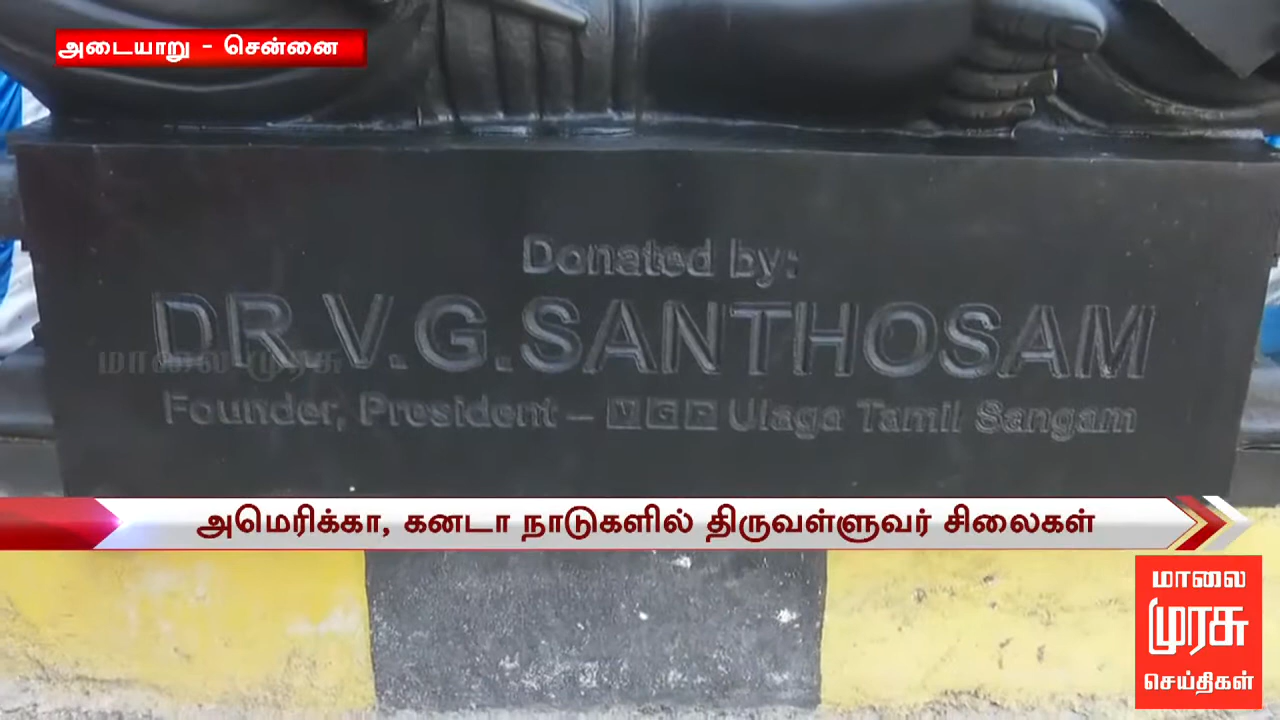 அடையாறு - சென்னை
Donated by:
DR.V.G.SANTHOSAM
மாலை முரசு
Founder, President – VGP Ulaga Tamil Sangam
அமெரிக்கா, கனடா நாடுகளில் திருவள்ளுவர் சிலைகள்
மாலை
முரசு
செய்திகள்